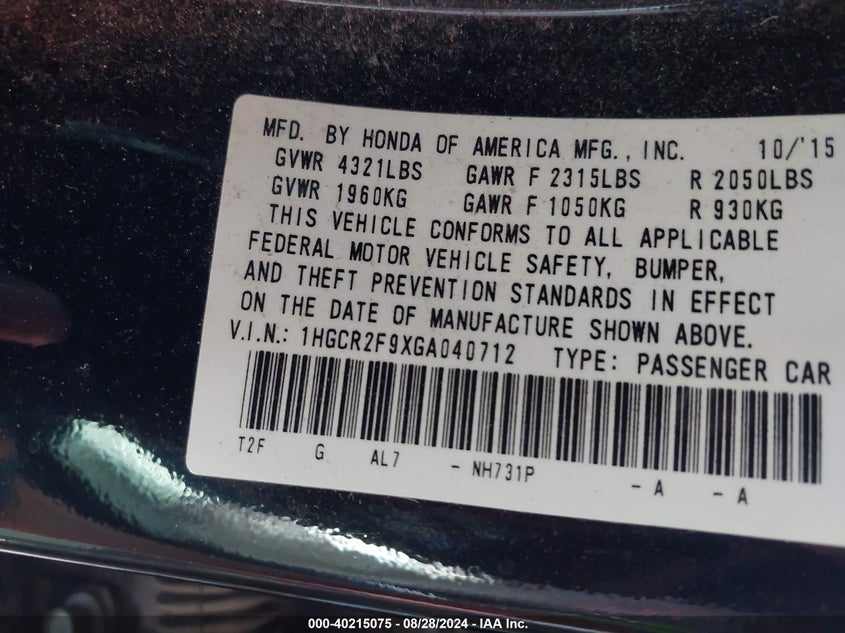 MFD. BY HONDA OF AMERICA MFG., INC. 10/'15
GVWR 4321LBS GAWR F 2315LBS R 2050LBS
GVWR 1960KG GAWR F 1050KG R 930KG
THIS VEHICLE CONFORMS TO ALL APPLICABLE
FEDERAL MOTOR VEHICLE SAFETY, BUMPER,
AND THEFT PREVENTION STANDARDS IN EFFECT
ON THE DATE OF MANUFACTURE SHOWN ABOVE.
V.I.N.: 1HGCR2F9XGA040712 TYPE: PASSENGER CAR
T2F G AL7 - NH731P - A - A
000-40215075 - 08/28/2024 - IAA Inc.